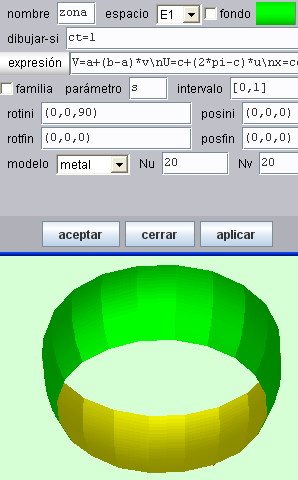 nombre zona espacio E1 fondo
dibujar-si ct=1
expresión V=a+(b-a)*v\nU=c+(2*pi-c)*u\nx=c
familia parámetro s intervalo [0,1]
rotini (0,0,90) posini (0,0,0)
rotfin (0,0,0) posfin (0,0,0)
modelo metal Nu 20 Nv 20
aceptar cerrar aplicar